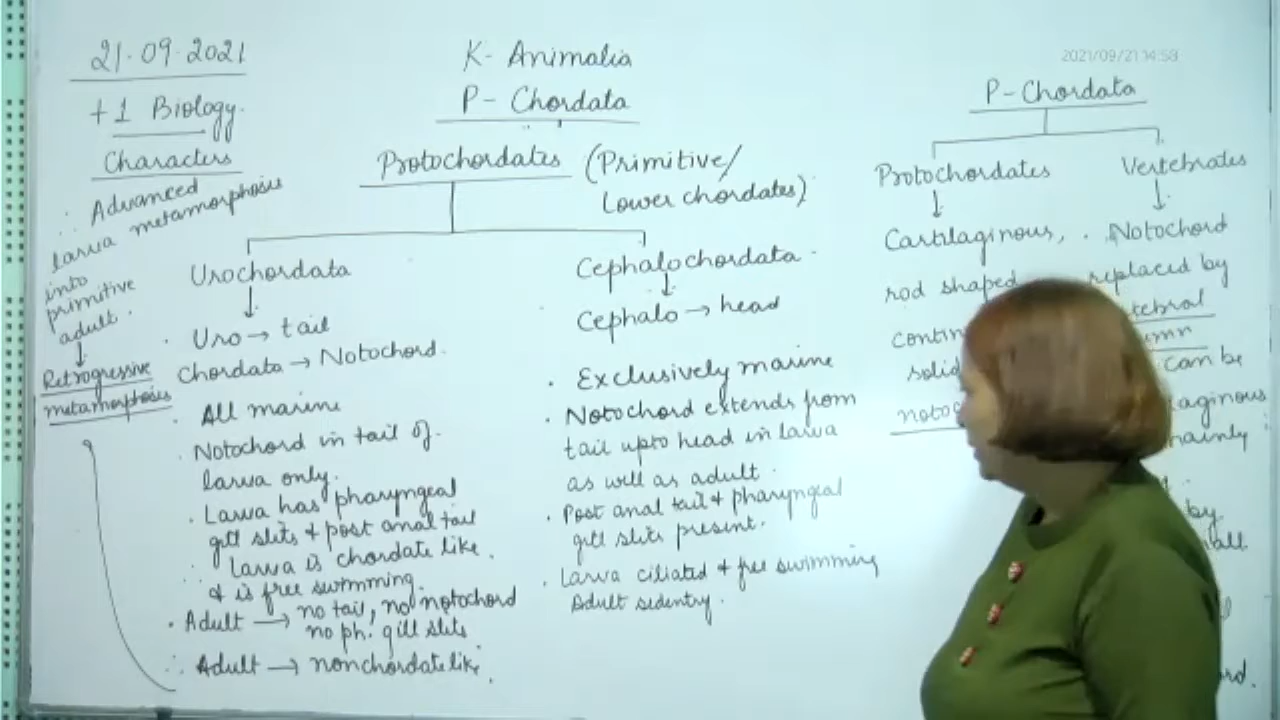 21·09·2021
+1 Biology.
Characters
∴ Advanced
larva metamorphosis
into
primitive
adult.
↓
Retrogressive
metamorphosis
K- Animalia
P- Chordata
Protochordates (Primitive/
Lower chordates)
Urochordata
↓
· Uro → tail
Chordata → Notochord.
· All marine
· Notochord in tail of
larva only.
· Larva has pharyngeal
gill slits + post anal tail
∴ larva is chordate like
& is free swimming.
· Adult → no tail, no notochord
no ph. gill slits
∴ Adult → nonchordate like.
Cephalochordata
↓
Cephalo → head
· Exclusively marine
· Notochord extends from
tail upto head in larva
as well as adult.
· Post anal tail + pharyngeal
gill slits present.
· Larva ciliated + free swimming
Adult sidentry.
2021/09/21 14:58
P- Chordata
Protochordates
↓
Cartilaginous,
rod shaped
Vertebrates
↓
· Notochord
replaced by
can be
by